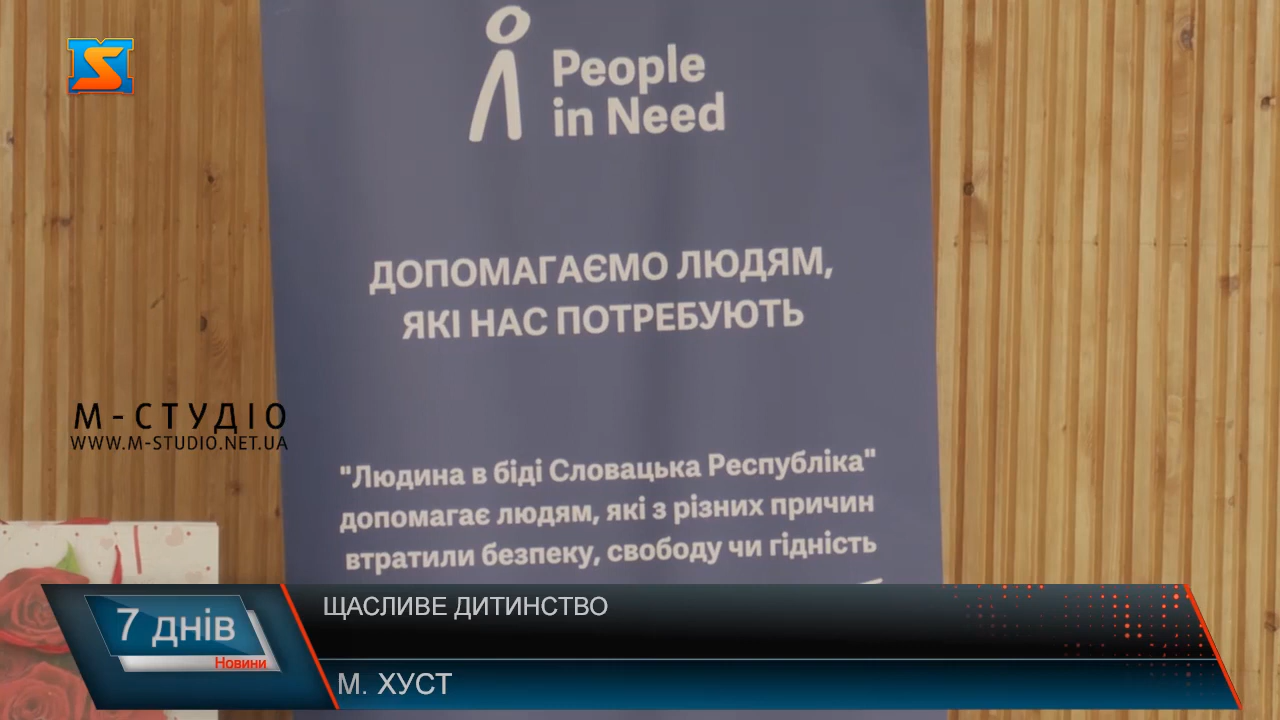 People
in Need
ДОПОМАГАЄМО ЛЮДЯМ,
ЯКІ НАС ПОТРЕБУЮТЬ
М-СТУДІО
WWW.M-STUDIO.NET.UA
"Людина в біді Словацька Республіка"
допомагає людям, які з різних причин
втратили безпеку, свободу чи гідність
7 днів
Новини
ЩАСЛИВЕ ДИТИНСТВО
М. ХУСТ